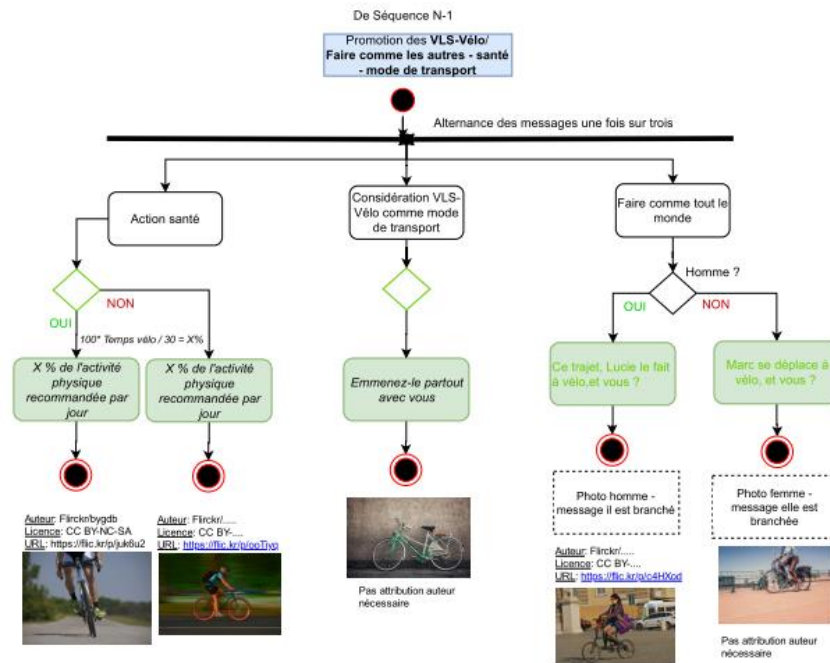 De Séquence N-1
Promotion des VLS-Vélo/
Faire comme les autres - santé
- mode de transport
Alternance des messages une fois sur trois
Action santé
Considération VLS-
Vélo comme mode
de transport
Faire comme tout le
monde
Homme ?
OUI
NON
100* Temps vélo / 30 = X%
OUI
NON
X % de l'activité
physique
recommandée par
jour
X % de l'activité
physique
recommandée par
jour
Emmenez-le partout
avec vous
Ce trajet, Lucie le fait
à vélo,et vous ?
Marc se déplace à
vélo, et vous ?
Photo homme -
message il est branché
Photo femme -
message elle est
branchée
Auteur: Flirckr/bygdb
Licence: CC BY-NC-SA
URL: https://flic.kr/p/juk6u2
Auteur: Flirckr/.....
Licence: CC BY-....
URL: https://flic.kr/p/ooTiyq
Pas attribution auteur
nécessaire
Auteur: Flirckr/.....
Licence: CC BY-....
URL: https://flic.kr/p/c4HXod
Pas attribution auteur
nécessaire